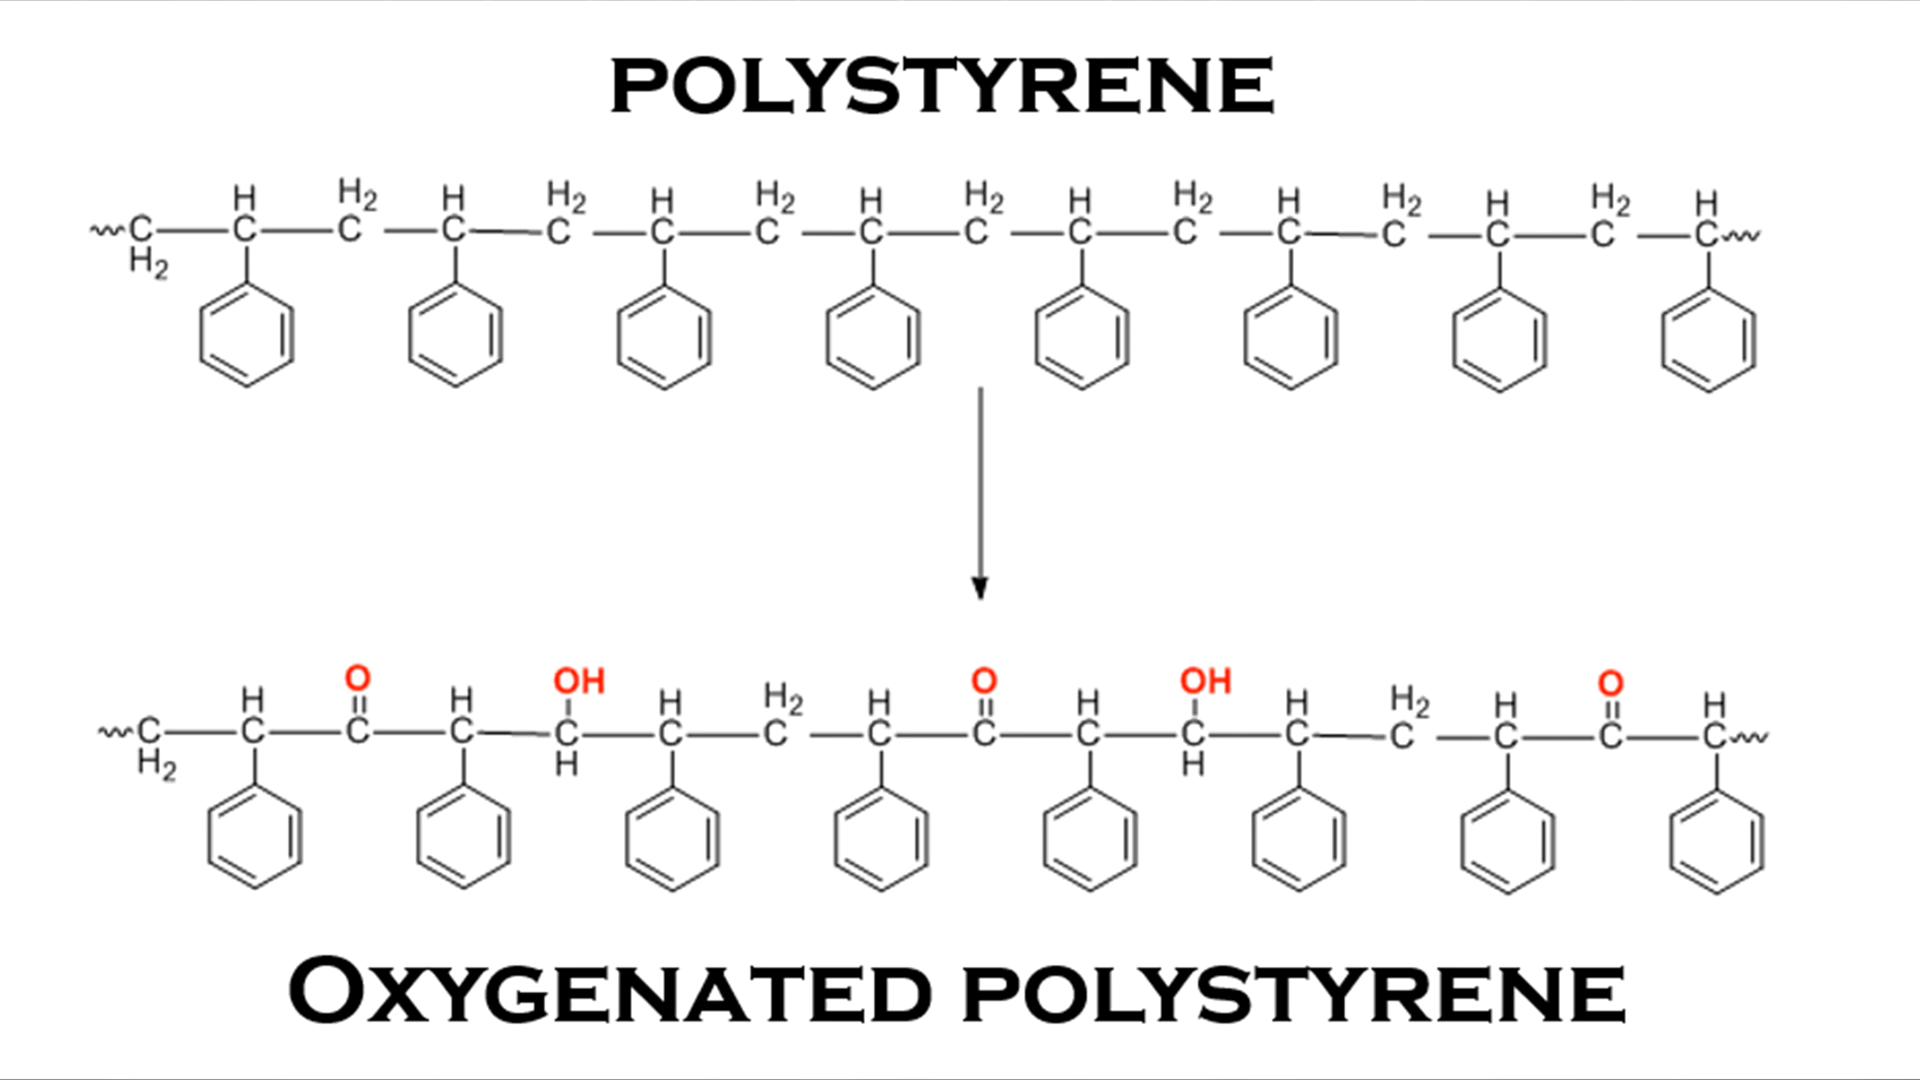 POLYSTYRENE
H H₂ H H₂ H H₂ H H₂ H H₂ H H₂ H H₂ H
C C C C C C C C C C C C C C C C
H₂
O OH O OH O
H H H H₂ H H H H₂ H H
C C C C C C C C C C C C C C C C
H₂ H H
OXYGENATED POLYSTYRENE